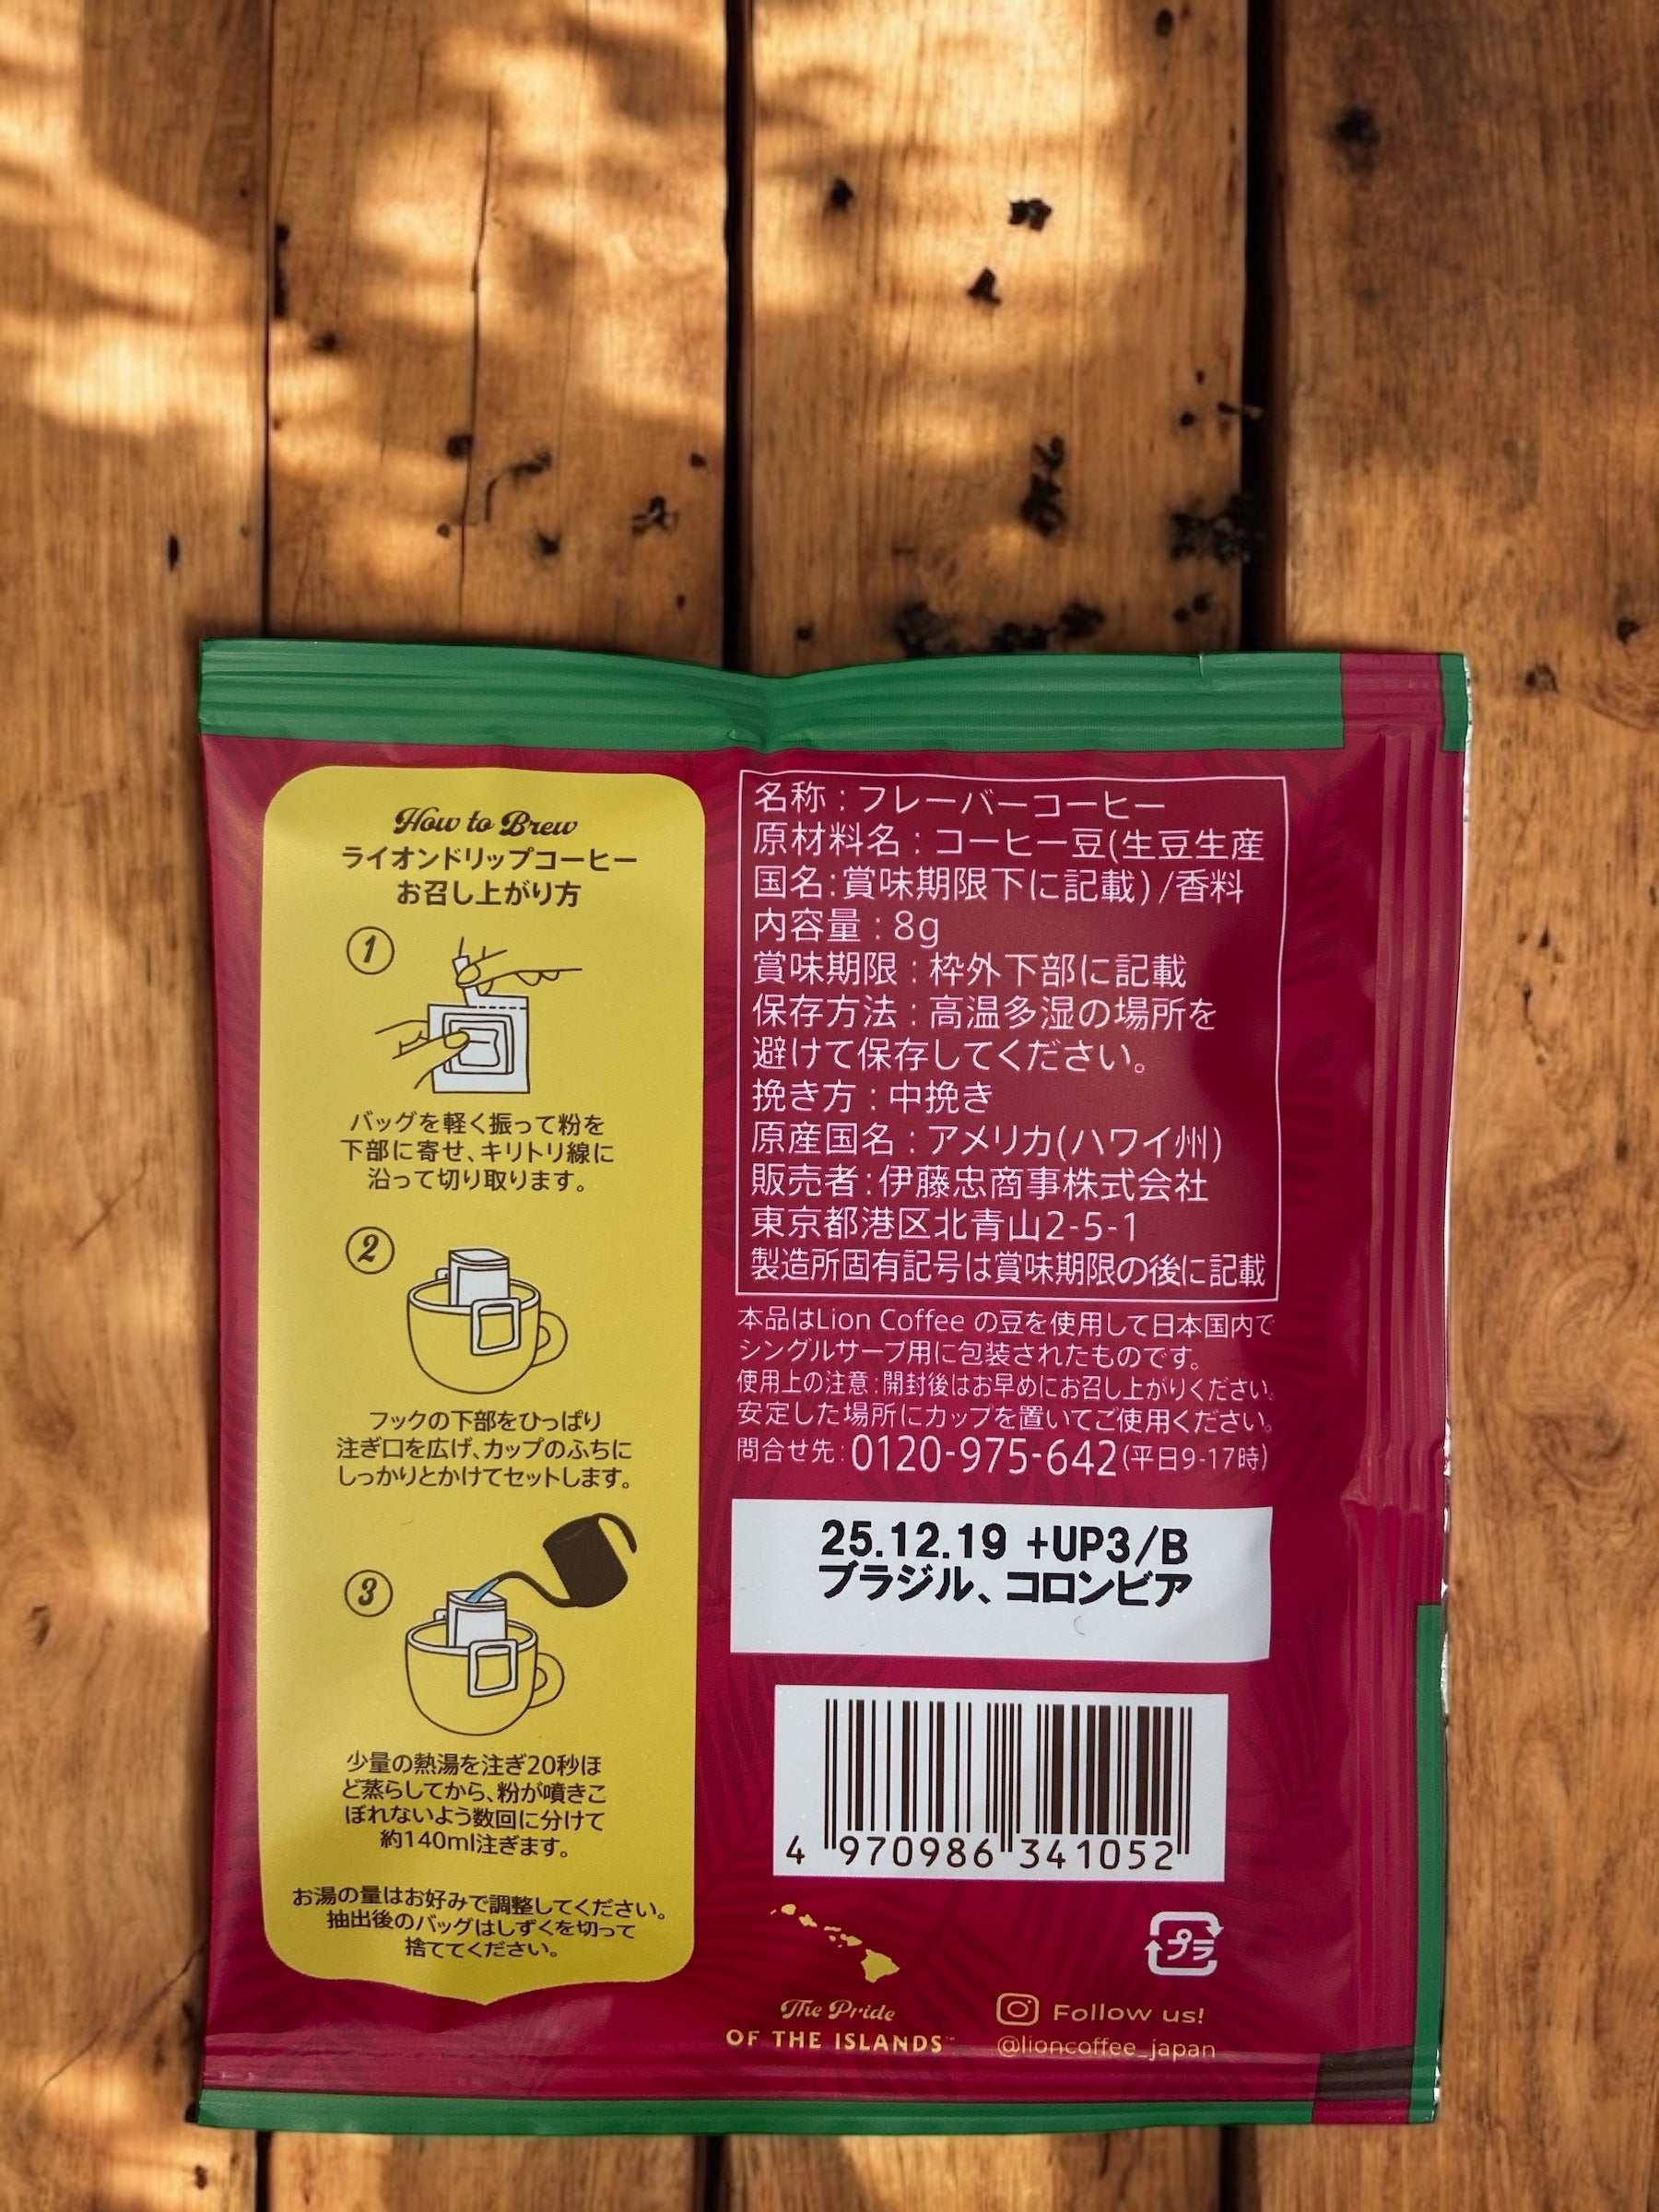 How to Brew
ライオンドリップコーヒー
お召し上がり方
1
バッグを軽く振って粉を
下部に寄せ、キリトリ線に
沿って切り取ります。
2
フックの下部をひっぱり
注ぎ口を広げ、カップのふちに
しっかりとかけてセットします。
3
少量の熱湯を注ぎ20秒ほ
ど蒸らしてから、粉が噴きこ
ぼれないよう数回に分けて
約140ml注ぎます。
お湯の量はお好みで調整してください。
抽出後のバッグはしずくを切って
捨ててください。
名称:フレーバーコーヒー
原材料名:コーヒー豆(生豆生産
国名:賞味期限下に記載)/香料
内容量:8g
賞味期限:枠外下部に記載
保存方法:高温多湿の場所を
避けて保存してください。
挽き方:中挽き
原産国名:アメリカ(ハワイ州)
販売者:伊藤忠商事株式会社
東京都港区北青山2-5-1
製造所固有記号は賞味期限の後に記載
本品はLion Coffee の豆を使用して日本国内で
シングルサーブ用に包装されたものです。
使用上の注意:開封後はお早めにお召し上がりください。
安定した場所にカップを置いてご使用ください。
問合せ先:0120-975-642(平日9-17時)
25.12.19 +UP3/B
ブラジル、コロンビア
4 970986 341052
プラ
The Pride
OF THE ISLANDS™
Follow us!
@lioncoffee_japan